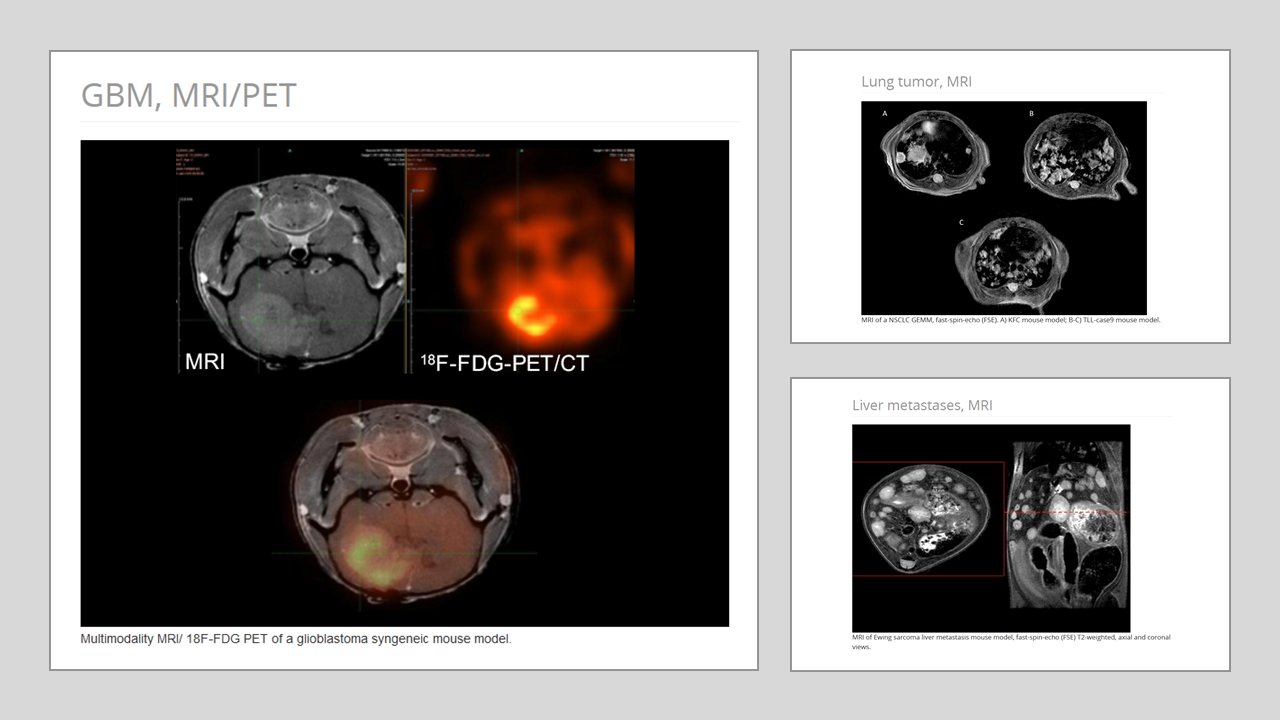 GBM, MRI/PET
MRI
¹⁸F-FDG-PET/CT
Multimodality MRI/ 18F-FDG PET of a glioblastoma syngeneic mouse model.
Lung tumor, MRI
A
B
C
MRI of a NSCLC GEMM, fast-spin-echo (FSE). A) KFC mouse model; B-C) TLL-case9 mouse model.
Liver metastases, MRI
MRI of Ewing sarcoma liver metastasis mouse model, fast-spin-echo (FSE) T2-weighted, axial and coronal
views.